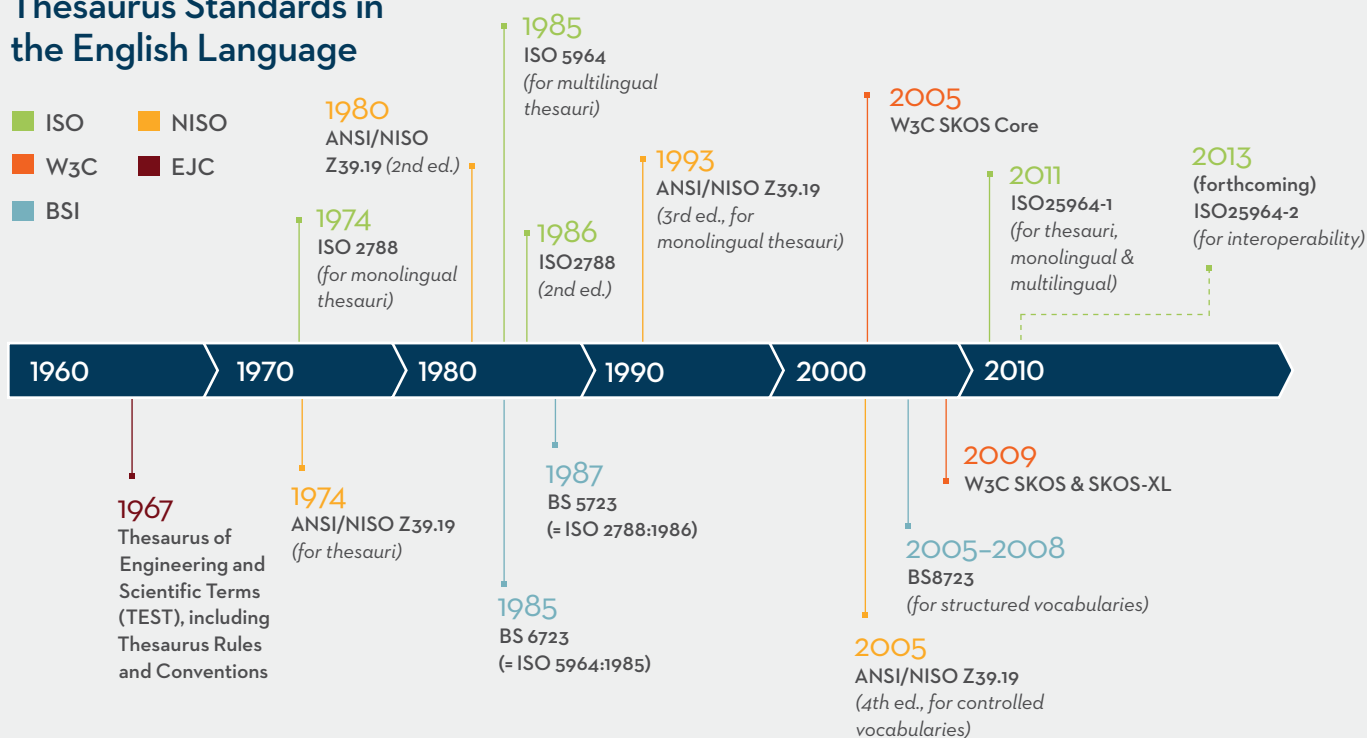 Thesaurus Standards in
the English Language
ISO
NISO
W3C
EJC
BSI
1974
ISO 2788
(for monolingual
thesauri)
1980
ANSI/NISO
Z39.19 (2nd ed.)
1985
ISO 5964
(for multilingual
thesauri)
1986
ISO2788
(2nd ed.)
1993
ANSI/NISO Z39.19
(3rd ed., for
monolingual thesauri)
2005
W3C SKOS Core
2011
ISO25964-1
(for thesauri,
monolingual &
multilingual)
2013
(forthcoming)
ISO25964-2
(for interoperability)
1960
1970
1980
1990
2000
2010
1967
Thesaurus of
Engineering and
Scientific Terms
(TEST), including
Thesaurus Rules
and Conventions
1974
ANSI/NISO Z39.19
(for thesauri)
1985
BS 6723
(= ISO 5964:1985)
1987
BS 5723
(= ISO 2788:1986)
2005
ANSI/NISO Z39.19
(4th ed., for controlled
vocabularies)
2005–2008
BS8723
(for structured vocabularies)
2009
W3C SKOS & SKOS-XL